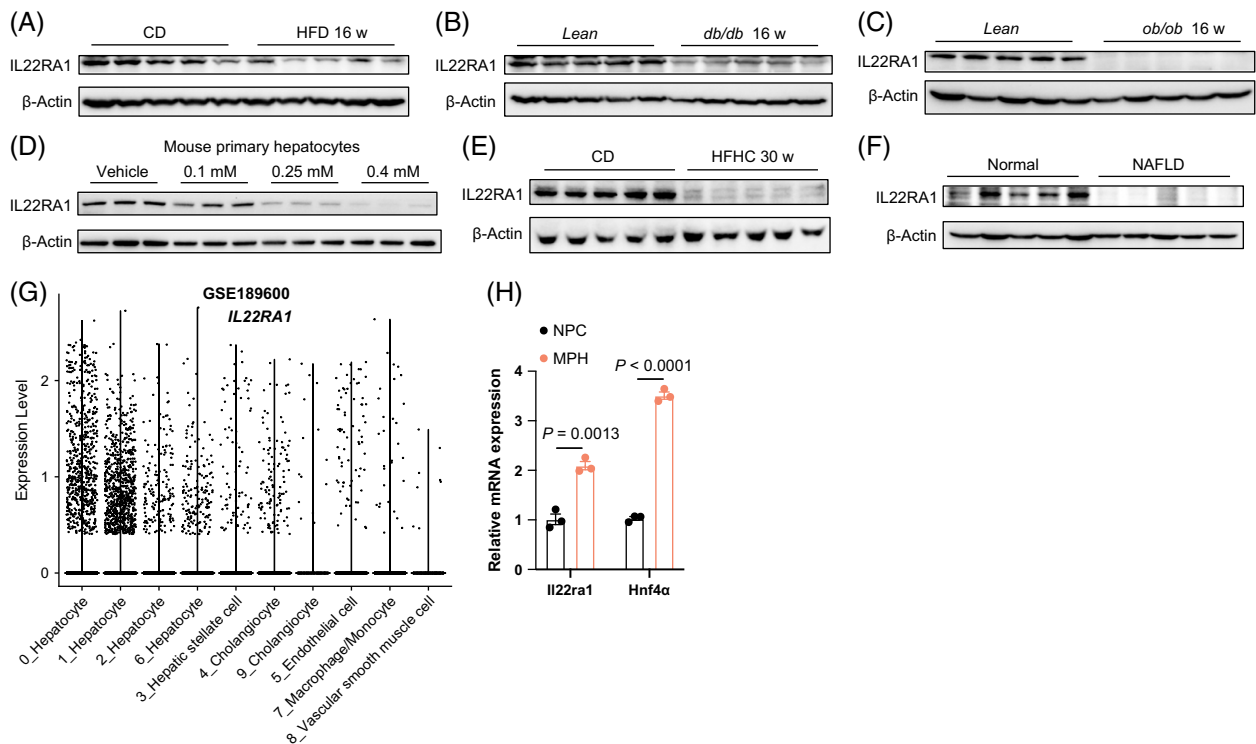 (A)
CD HFD 16 w
IL22RA1
β-Actin
(B)
Lean db/db 16 w
IL22RA1
β-Actin
(C)
Lean ob/ob 16 w
IL22RA1
β-Actin
(D)
Mouse primary hepatocytes
Vehicle 0.1 mM 0.25 mM 0.4 mM
IL22RA1
β-Actin
(E)
CD HFHC 30 w
IL22RA1
β-Actin
(F)
Normal NAFLD
IL22RA1
β-Actin
(G)
GSE189600
IL22RA1
Expression Level
2
1
0
0_Hepatocyte
1_Hepatocyte
2_Hepatocyte
6_Hepatocyte
3_Hepatic stellate cell
4_Cholangiocyte
9_Cholangiocyte
5_Endothelial cell
7_Macrophage/Monocyte
8_Vascular smooth muscle cell
(H)
NPC
MPH
Relative mRNA expression
4
3
2
1
0
P < 0.0001
P = 0.0013
Il22ra1 Hnf4α